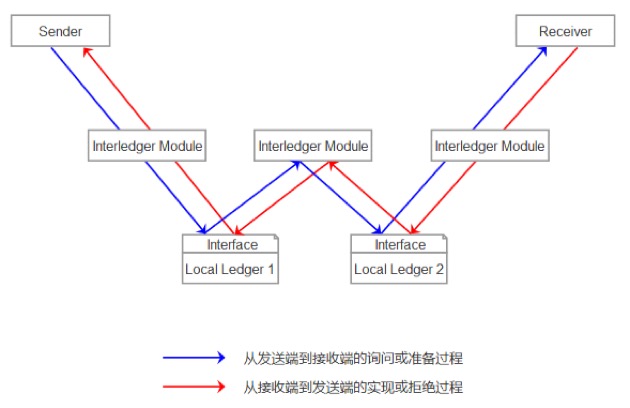 Sender
Receiver
Interledger Module
Interledger Module
Interledger Module
Interface
Local Ledger 1
Interface
Local Ledger 2
从发送端到接收端的询问或准备过程
从接收端到发送端的实现或拒绝过程